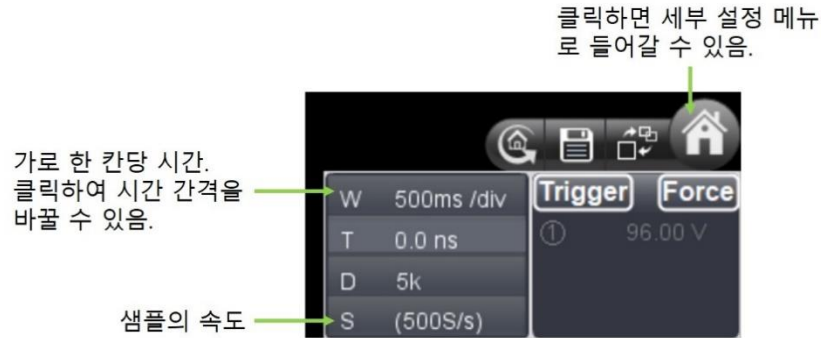 클릭하면 세부 설정 메뉴
로 들어갈 수 있음.
가로 한 칸당 시간.
클릭하여 시간 간격을
바꿀 수 있음.
W 500ms /div
T 0.0 ns
D 5k
샘플의 속도
S (500S/s)
Trigger Force
① 96.00 V